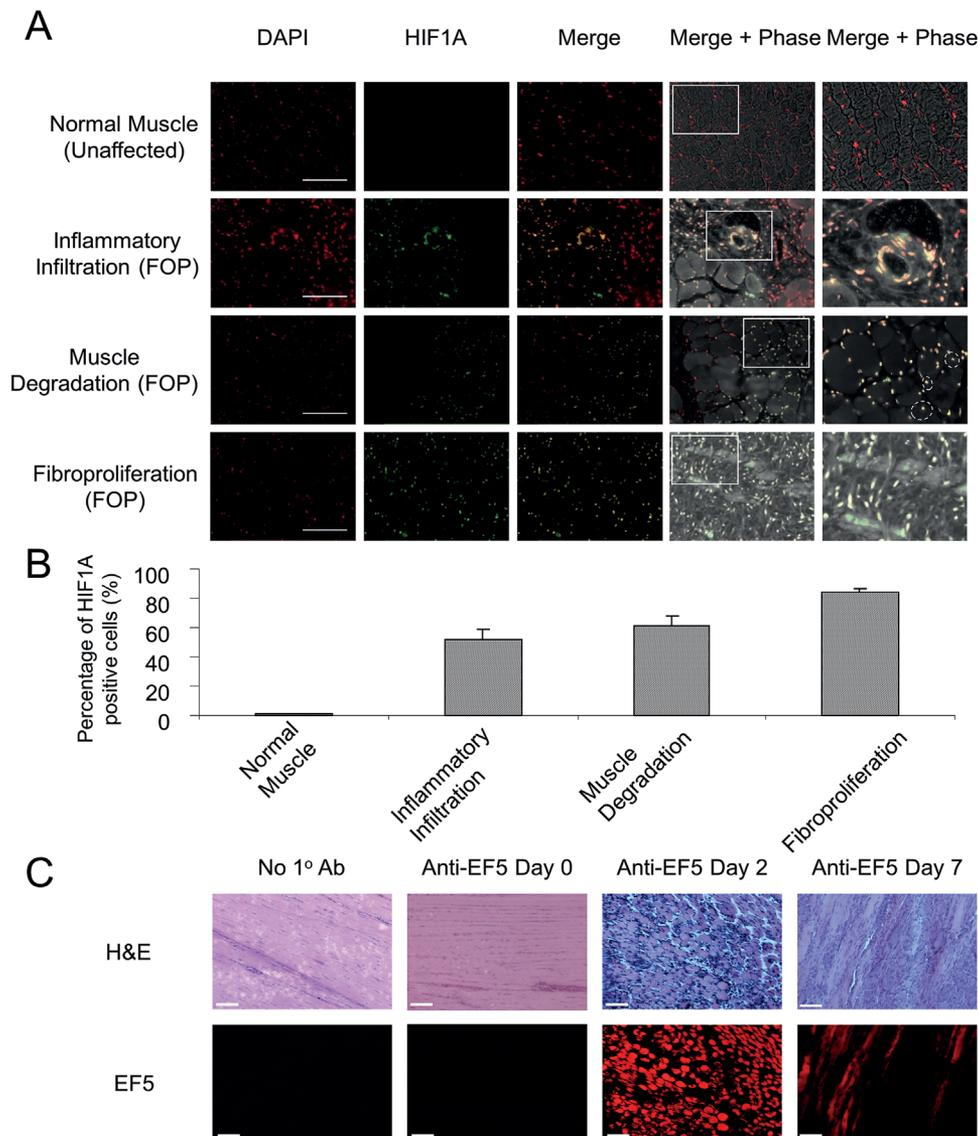 A
DAPI
HIF1A
Merge
Merge + Phase
Merge + Phase
Normal Muscle
(Unaffected)
Inflammatory
Infiltration (FOP)
Muscle
Degradation (FOP)
Fibroproliferation
(FOP)
B
Percentage of HIF1A
positive cells (%)
100
80
60
40
20
0
Normal
Muscle
Inflammatory
Infiltration
Muscle
Degradation
Fibroproliferation
C
No 1º Ab
Anti-EF5 Day 0
Anti-EF5 Day 2
Anti-EF5 Day 7
H&E
EF5